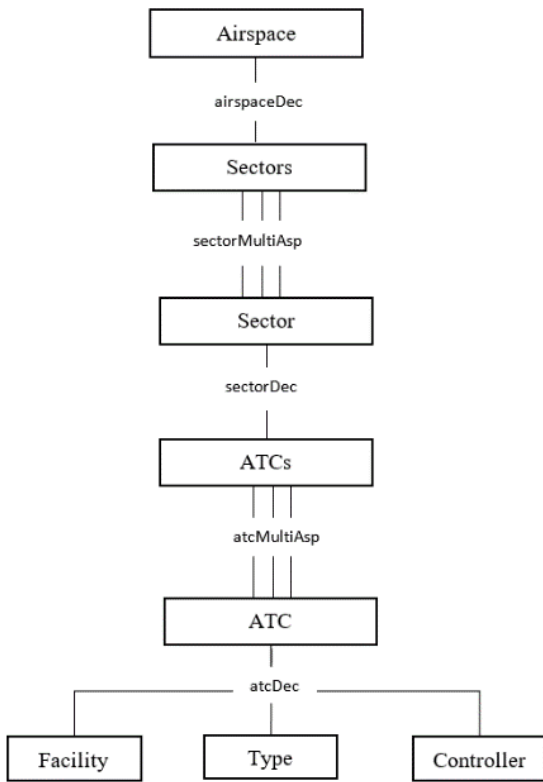 Airspace
airspaceDec
Sectors
sectorMultiAsp
Sector
sectorDec
ATCs
atcMultiAsp
ATC
atcDec
Facility
Type
Controller